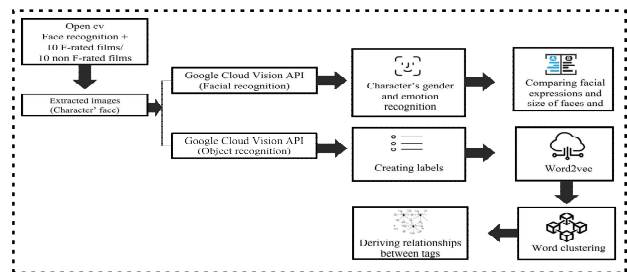 Open cv
Face recognition +
10 F-rated films/
10 non F-rated films
Extracted images
(Character' face)
Google Cloud Vision API
(Facial recognition)
Google Cloud Vision API
(Object recognition)
Character's gender
and emotion
recognition
Comparing facial
expressions and
size of faces and
Creating labels
Word2vec
Word clustering
Deriving relationships
between tags